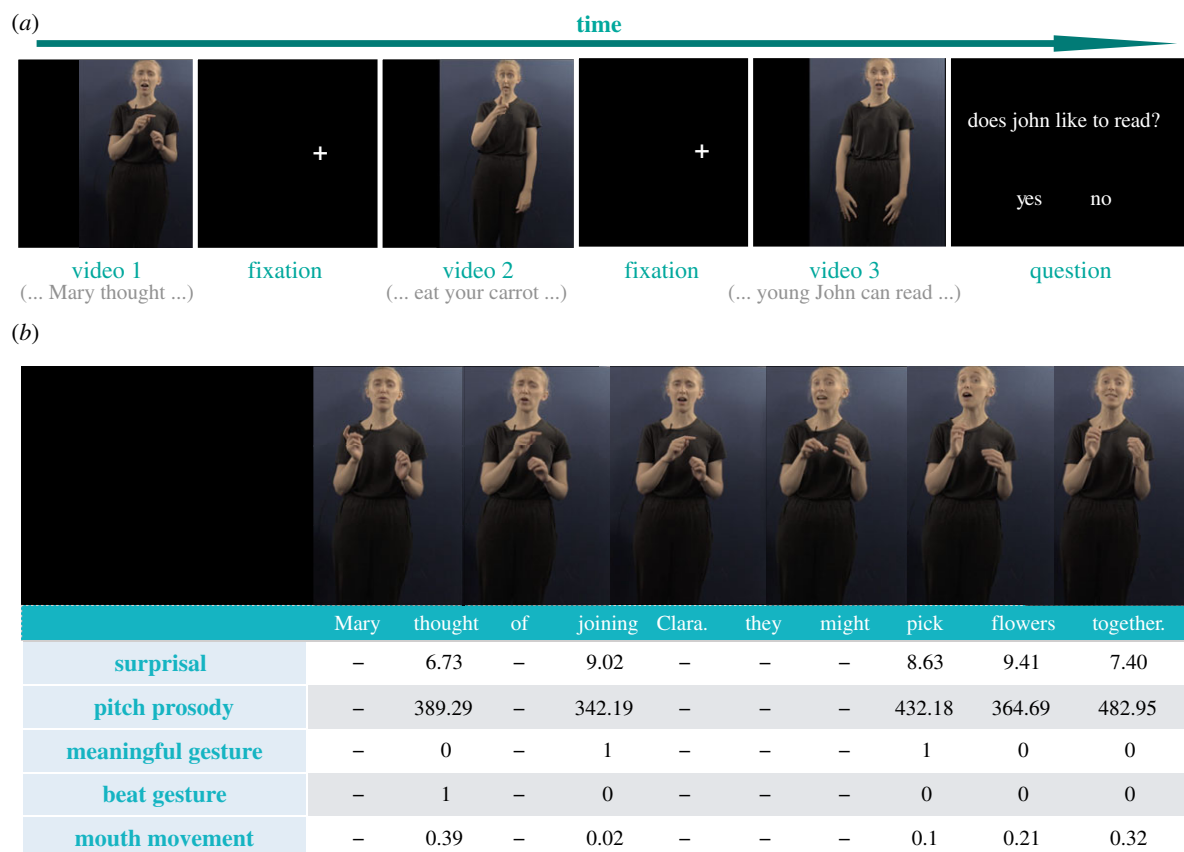 (a)
time
+
+
does john like to read?
yes no
video 1 fixation video 2 fixation video 3 question
(... Mary thought ...) (... eat your carrot ...) (... young John can read ...)
(b)
Mary thought of joining Clara. they might pick flowers together.
surprisal – 6.73 – 9.02 – – – 8.63 9.41 7.40
pitch prosody – 389.29 – 342.19 – – – 432.18 364.69 482.95
meaningful gesture – 0 – 1 – – – 1 0 0
beat gesture – 1 – 0 – – – 0 0 0
mouth movement – 0.39 – 0.02 – – – 0.1 0.21 0.32